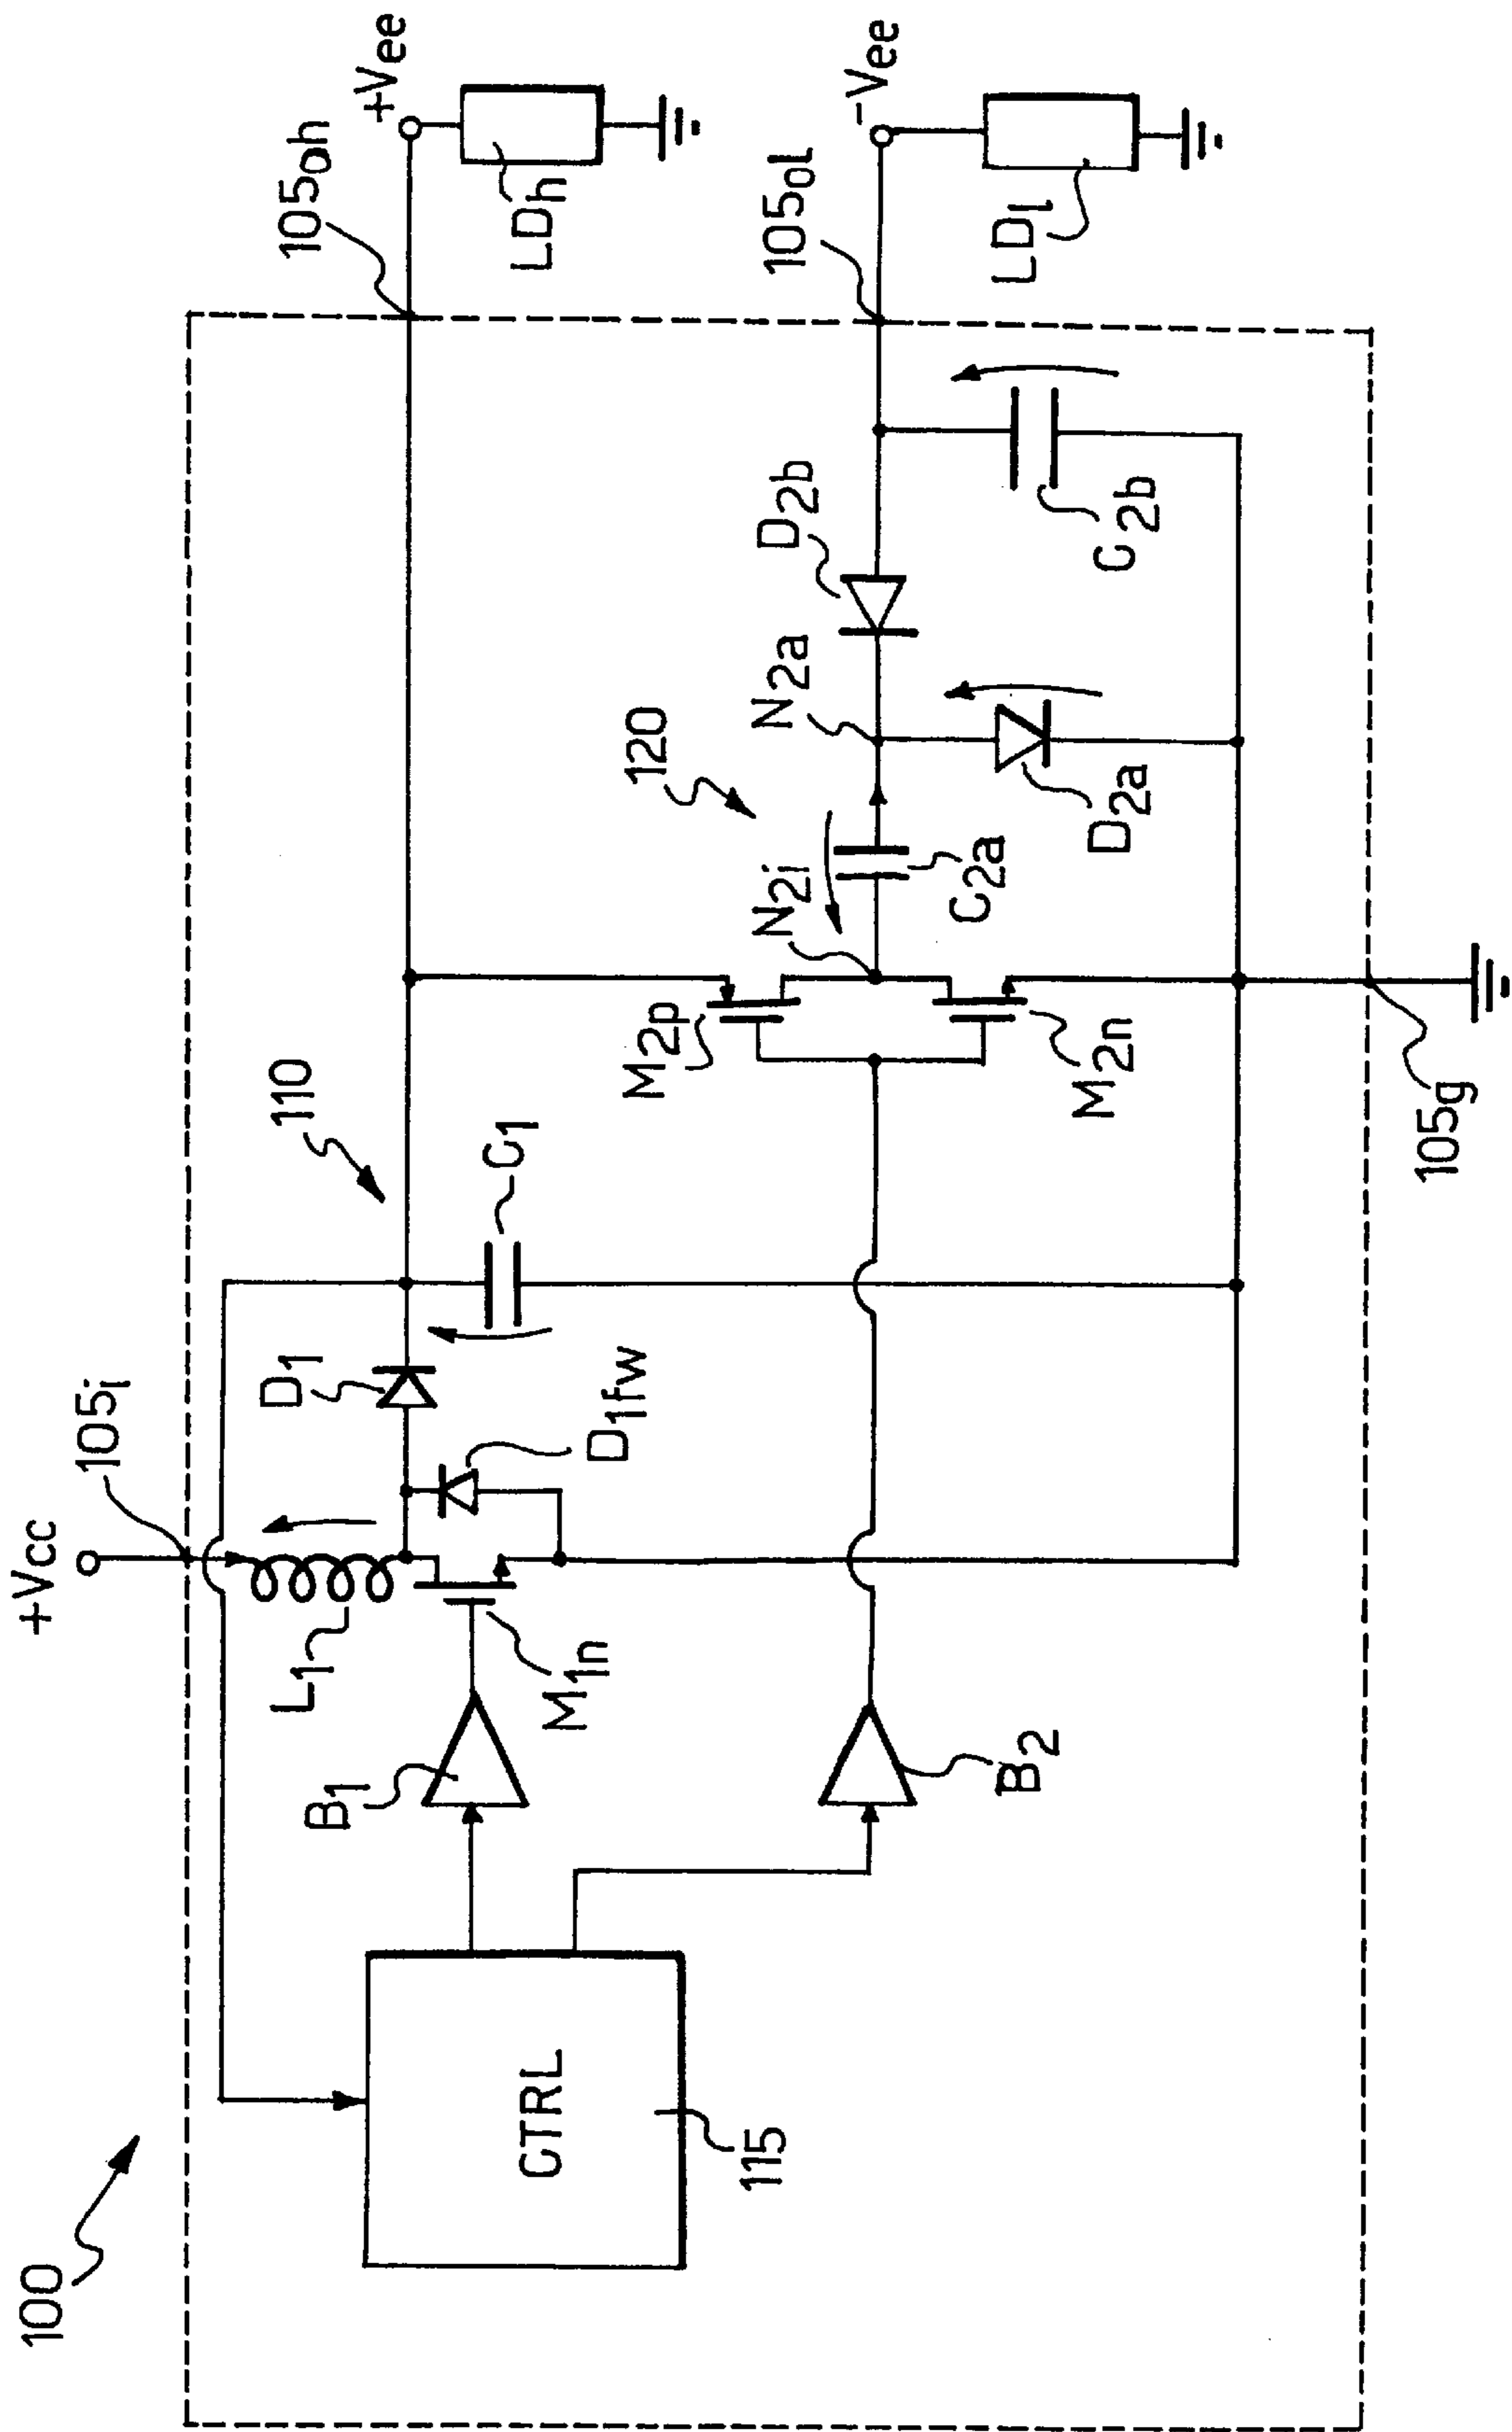 100
+Vcc
105i
110
105oh
+Vee
L1
D1
C1
LDh
D1fw
B1
M1n
CTRL
115
120
M2p
N2i
N2a
D2b
105ol
-Vee
B2
M2n
C2a
D2a
C2b
LDl
105g